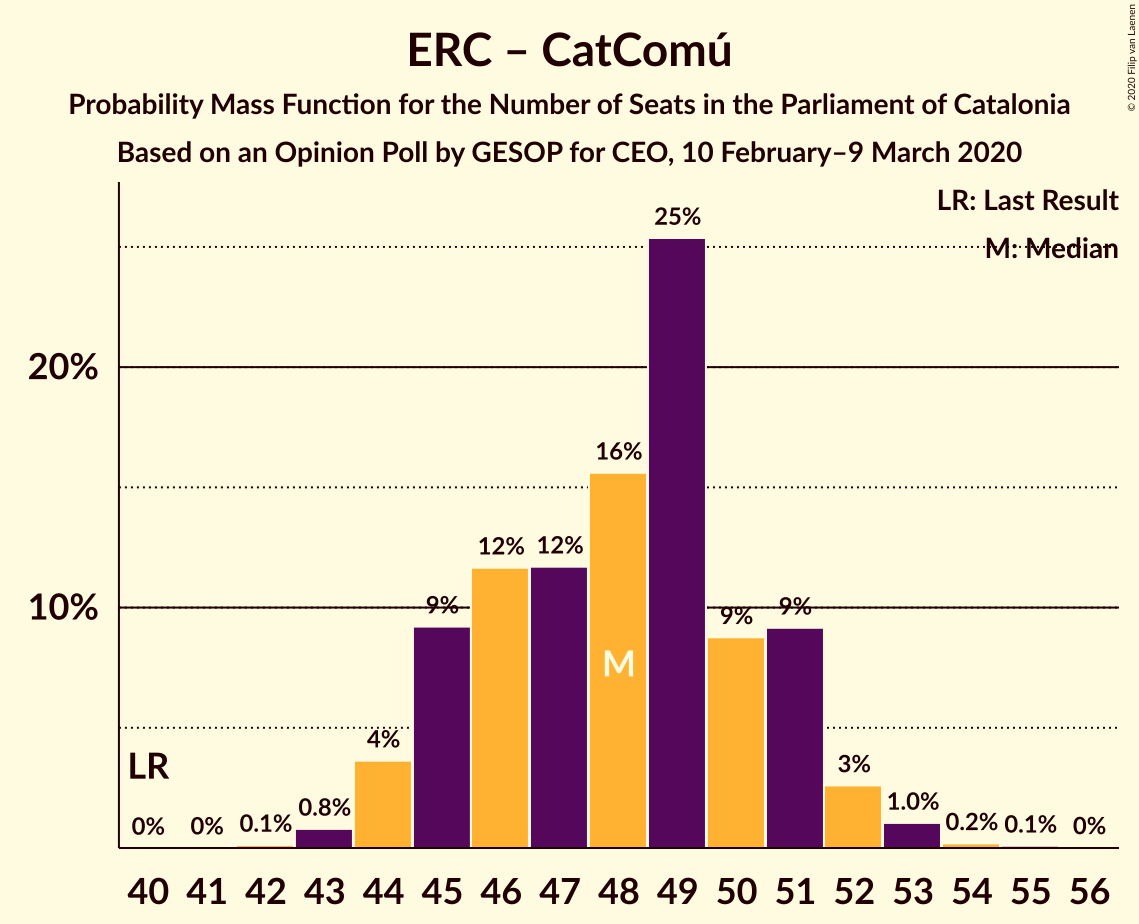 ERC – CatComú
Probability Mass Function for the Number of Seats in the Parliament of Catalonia
Based on an Opinion Poll by GESOP for CEO, 10 February–9 March 2020
© 2020 Filip van Laenen
LR: Last Result
M: Median
25%
20%
16%
12% 12%
10%
9% 9% 9%
M
4%
LR
3%
0% 0% 0.1% 0.8% 1.0% 0.2% 0.1% 0%
40 41 42 43 44 45 46 47 48 49 50 51 52 53 54 55 56